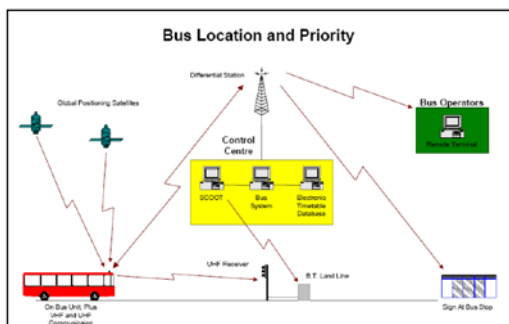 Bus Location and Priority
Differential Station
Global Positioning Satellites
Bus Operators
Remote Terminal
Control
Centre
SCOOT
Bus
System
Electronic
Timetable
Database
UHF Receiver
B.T. Land Line
On Bus Unit, Plus
VHF and UHF
Communication
Sign At Bus Stop